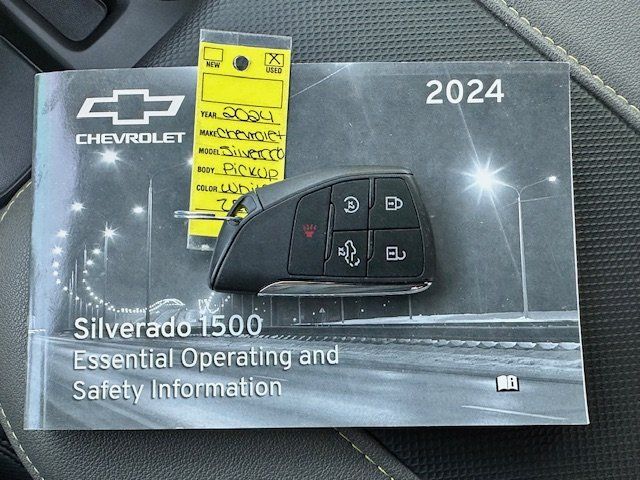 NEW
X
USED
YEAR 2024
MAKE Chevrolet
MODEL Silverado
BODY PICKUP
COLOR White
2024
CHEVROLET
Silverado 1500
Essential Operating and
Safety Information